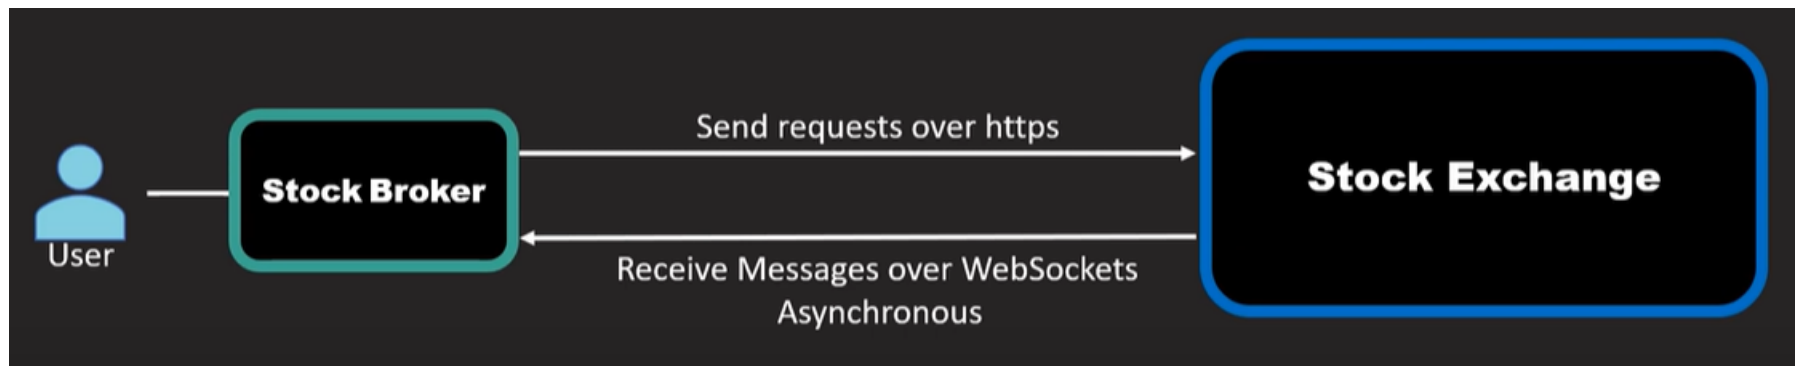 Send requests over https
Stock Broker
Stock Exchange
User
Receive Messages over WebSockets
Asynchronous